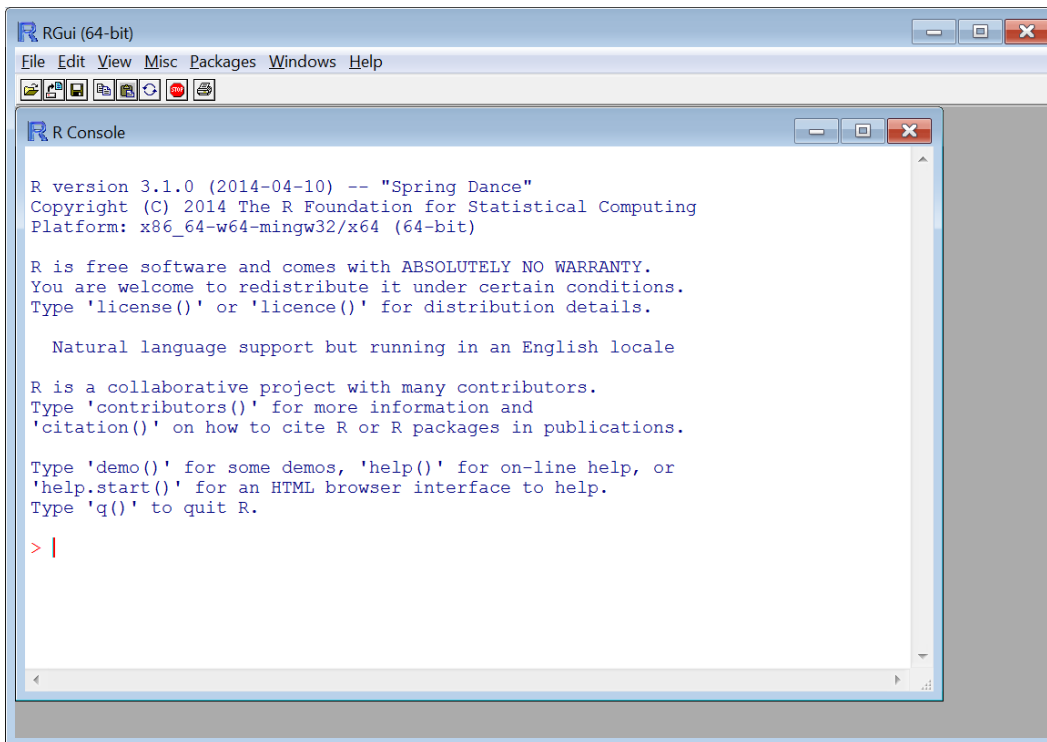 RGui (64-bit)
File Edit View Misc Packages Windows Help
STOP
R Console
R version 3.1.0 (2014-04-10) -- "Spring Dance"
Copyright (C) 2014 The R Foundation for Statistical Computing
Platform: x86_64-w64-mingw32/x64 (64-bit)
R is free software and comes with ABSOLUTELY NO WARRANTY.
You are welcome to redistribute it under certain conditions.
Type 'license()' or 'licence()' for distribution details.
Natural language support but running in an English locale
R is a collaborative project with many contributors.
Type 'contributors()' for more information and
'citation()' on how to cite R or R packages in publications.
Type 'demo()' for some demos, 'help()' for on-line help, or
'help.start()' for an HTML browser interface to help.
Type 'q()' to quit R.
>